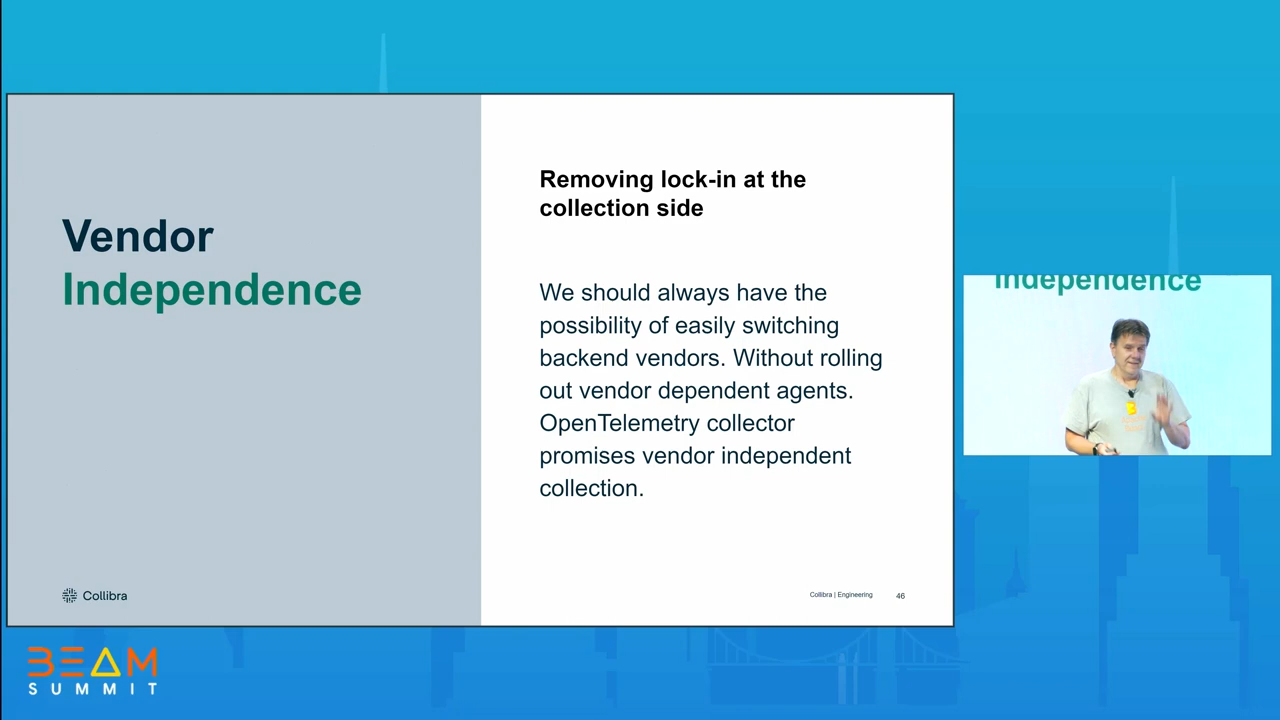 Vendor
Independence
Removing lock-in at the
collection side
We should always have the
possibility of easily switching
backend vendors. Without rolling
out vendor dependent agents.
OpenTelemetry collector
promises vendor independent
collection.
Collibra
Collibra | Engineering
46
Independence
BEAM
SUMMIT